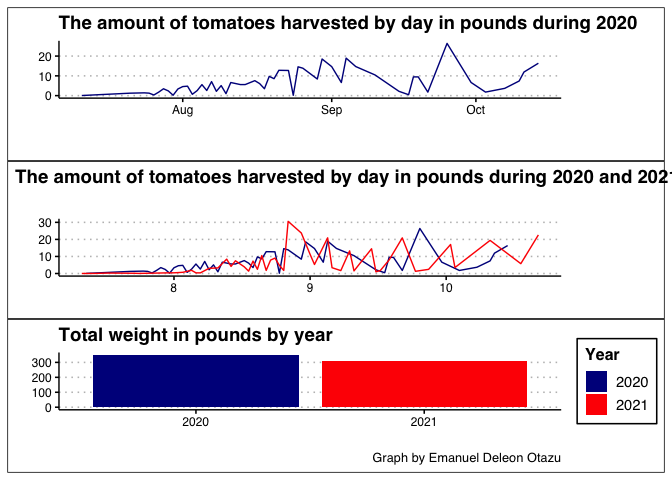 The amount of tomatoes harvested by day in pounds during 2020
20
10
0
Aug Sep Oct
The amount of tomatoes harvested by day in pounds during 2020 and 202
30
20
10
0
8 9 10
Total weight in pounds by year
300
200
100
0
2020 2021
Year
2020
2021
Graph by Emanuel Deleon Otazu